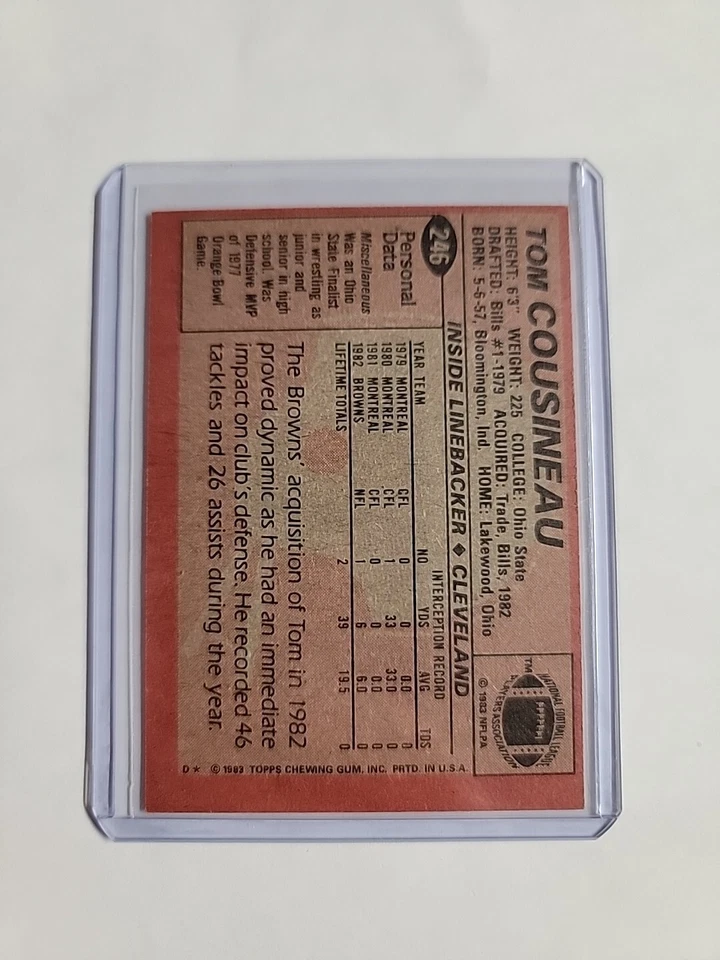 TOM COUSINEAU
HEIGHT: 6'3" WEIGHT: 225 COLLEGE: Ohio State
DRAFTED: Bills #1-1979 ACQUIRED: Trade, Bills, 1982
BORN: 5-6-57, Bloomington, Ind. HOME: Lakewood, Ohio
NATIONAL FOOTBALL LEAGUE
PLAYERS ASSOCIATION
TM
© 1983 NFLPA
246
INSIDE LINEBACKER ♦ CLEVELAND
Personal
Data
Miscellaneous:
Was an Ohio
State Finalist
in wrestling as
junior and
senior in high
school. Was
Defensive MVP
of 1977
Orange Bowl
Game.
INTERCEPTION RECORD
YEAR TEAM NO YDS AVG TDS
1979 MONTREAL CFL 0 0 0.0 0
1980 MONTREAL CFL 1 33 33.0 0
1981 MONTREAL CFL 0 0 0.0 0
1982 BROWNS NFL 1 6 6.0 0
LIFETIME TOTALS 2 39 19.5 0
The Browns' acquisition of Tom in 1982
proved dynamic as he had an immediate
impact on club's defense. He recorded 46
tackles and 26 assists during the year.
D* © 1983 TOPPS CHEWING GUM, INC. PRTD. IN U.S.A.